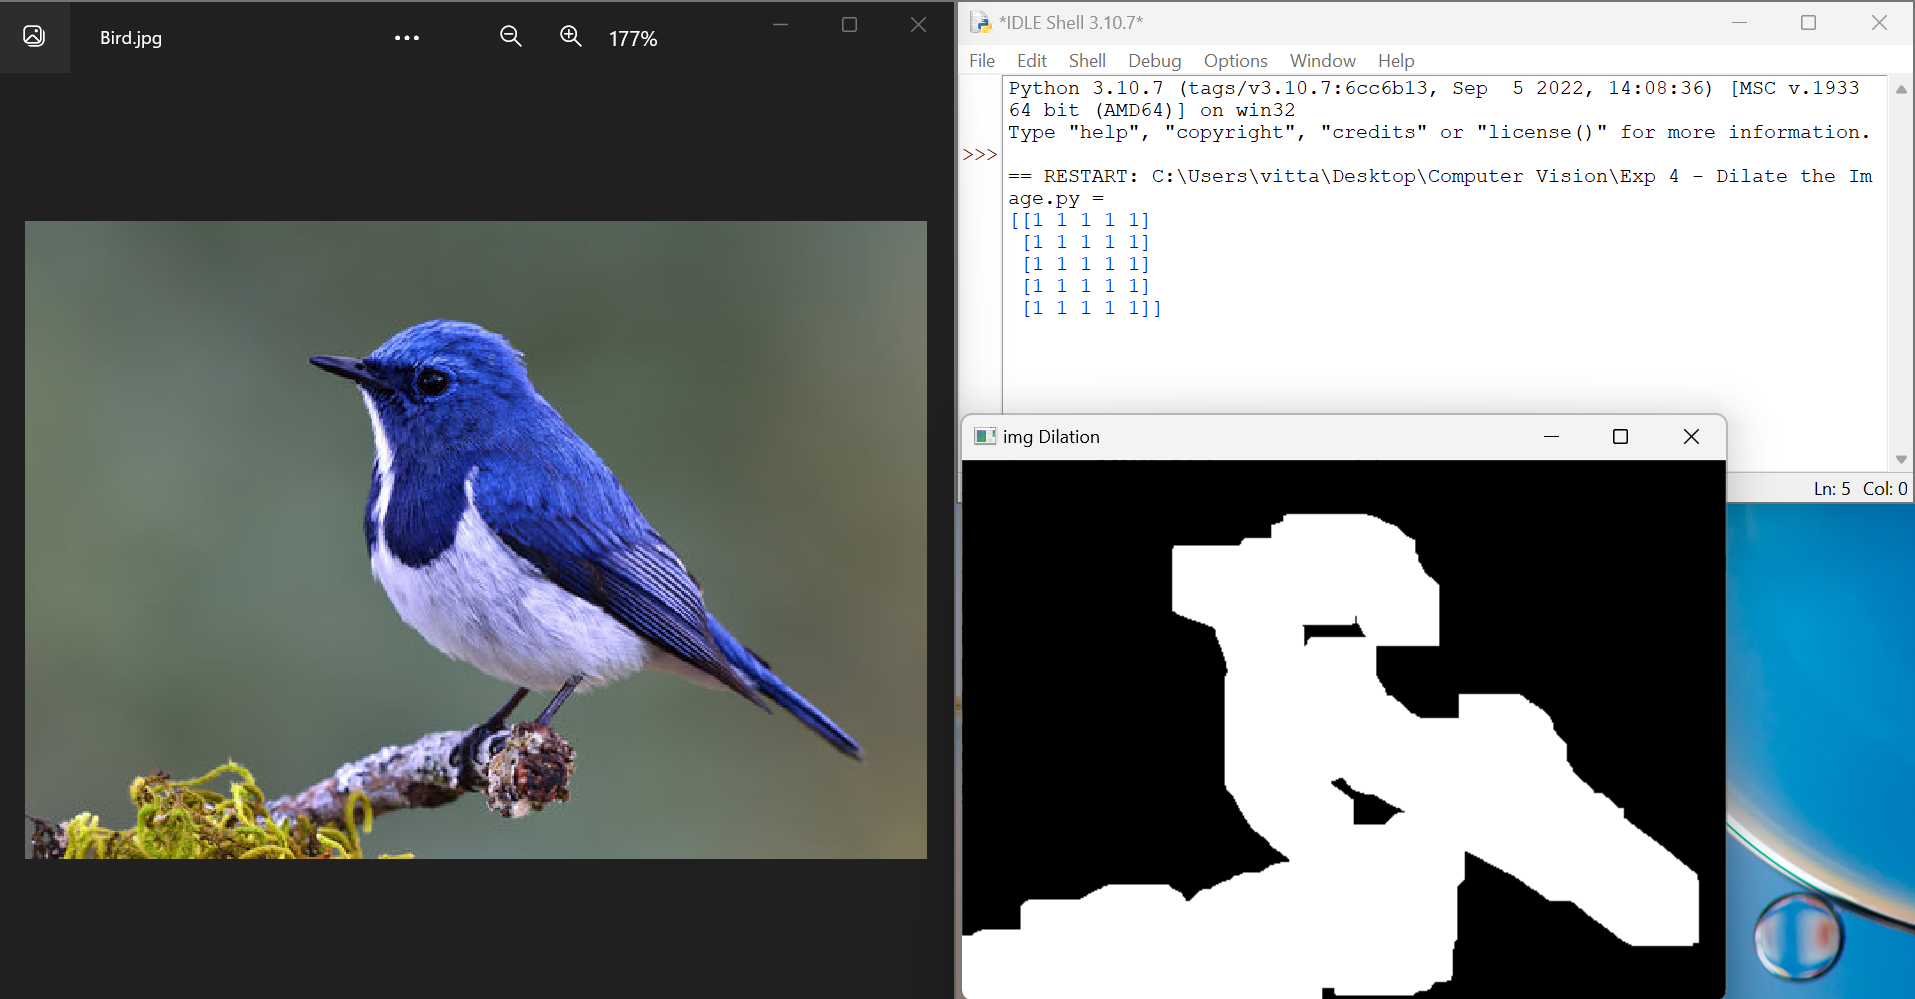 Bird.jpg
177%
*IDLE Shell 3.10.7*
File Edit Shell Debug Options Window Help
Python 3.10.7 (tags/v3.10.7:6cc6b13, Sep  5 2022, 14:08:36) [MSC v.1933
64 bit (AMD64)] on win32
Type "help", "copyright", "credits" or "license()" for more information.
>>>
== RESTART: C:\Users\vitta\Desktop\Computer Vision\Exp 4 - Dilate the Im
age.py =
[[1 1 1 1 1]
 [1 1 1 1 1]
 [1 1 1 1 1]
 [1 1 1 1 1]
 [1 1 1 1 1]]
img Dilation
Ln: 5 Col: 0